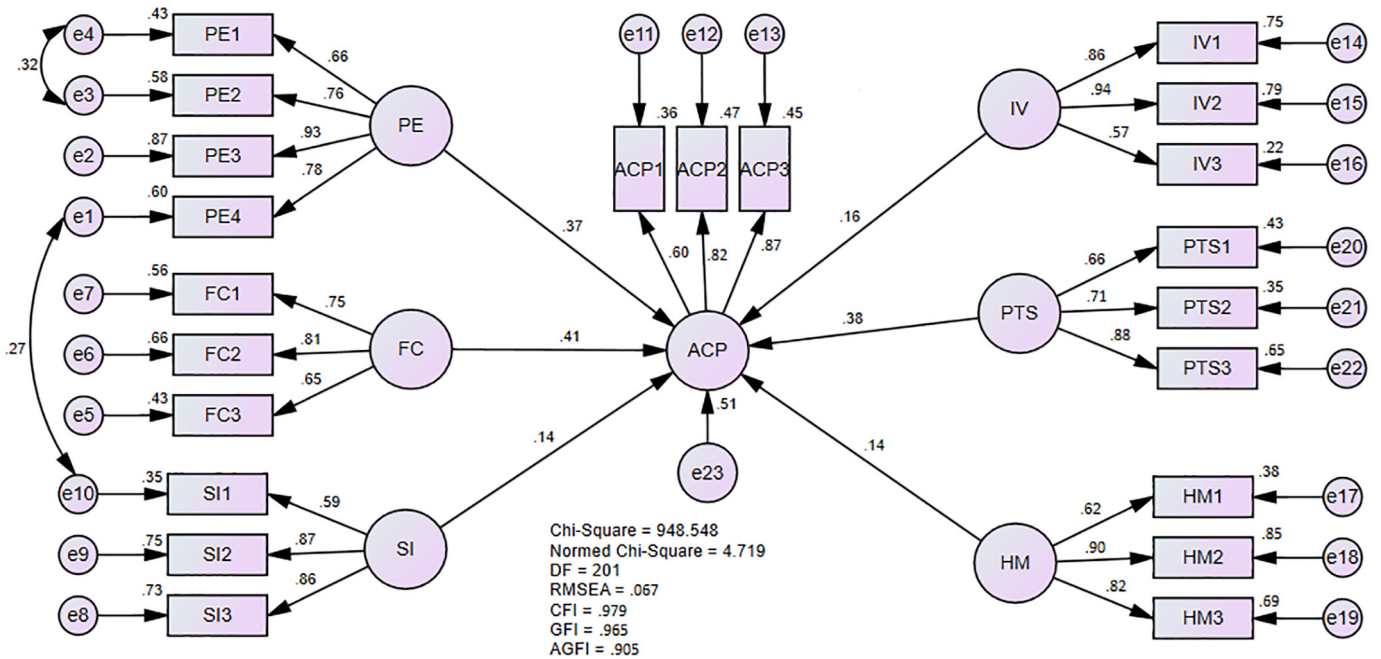 e4
.43
PE1
.32
.66
e3
.58
PE2
.76
PE
e2
.87
PE3
.93
.78
e1
.60
PE4
.37
e7
.56
FC1
.75
e6
.66
FC2
.81
FC
.41
.27
e5
.43
FC3
.65
.14
e10
.35
SI1
.59
e9
.75
SI2
.87
SI
e8
.73
SI3
.86
e11
e12
e13
.36
.47
.45
ACP1
ACP2
ACP3
.60
.82
.87
ACP
.51
e23
Chi-Square = 948.548
Normed Chi-Square = 4.719
DF = 201
RMSEA = .067
CFI = .979
GFI = .965
AGFI = .905
.86
IV1
.75
e14
IV
.94
IV2
.79
e15
.57
IV3
.22
e16
.16
.66
PTS1
.43
e20
PTS
.71
PTS2
.35
e21
.38
.88
PTS3
.65
e22
.14
.62
HM1
.38
e17
HM
.90
HM2
.85
e18
.82
HM3
.69
e19